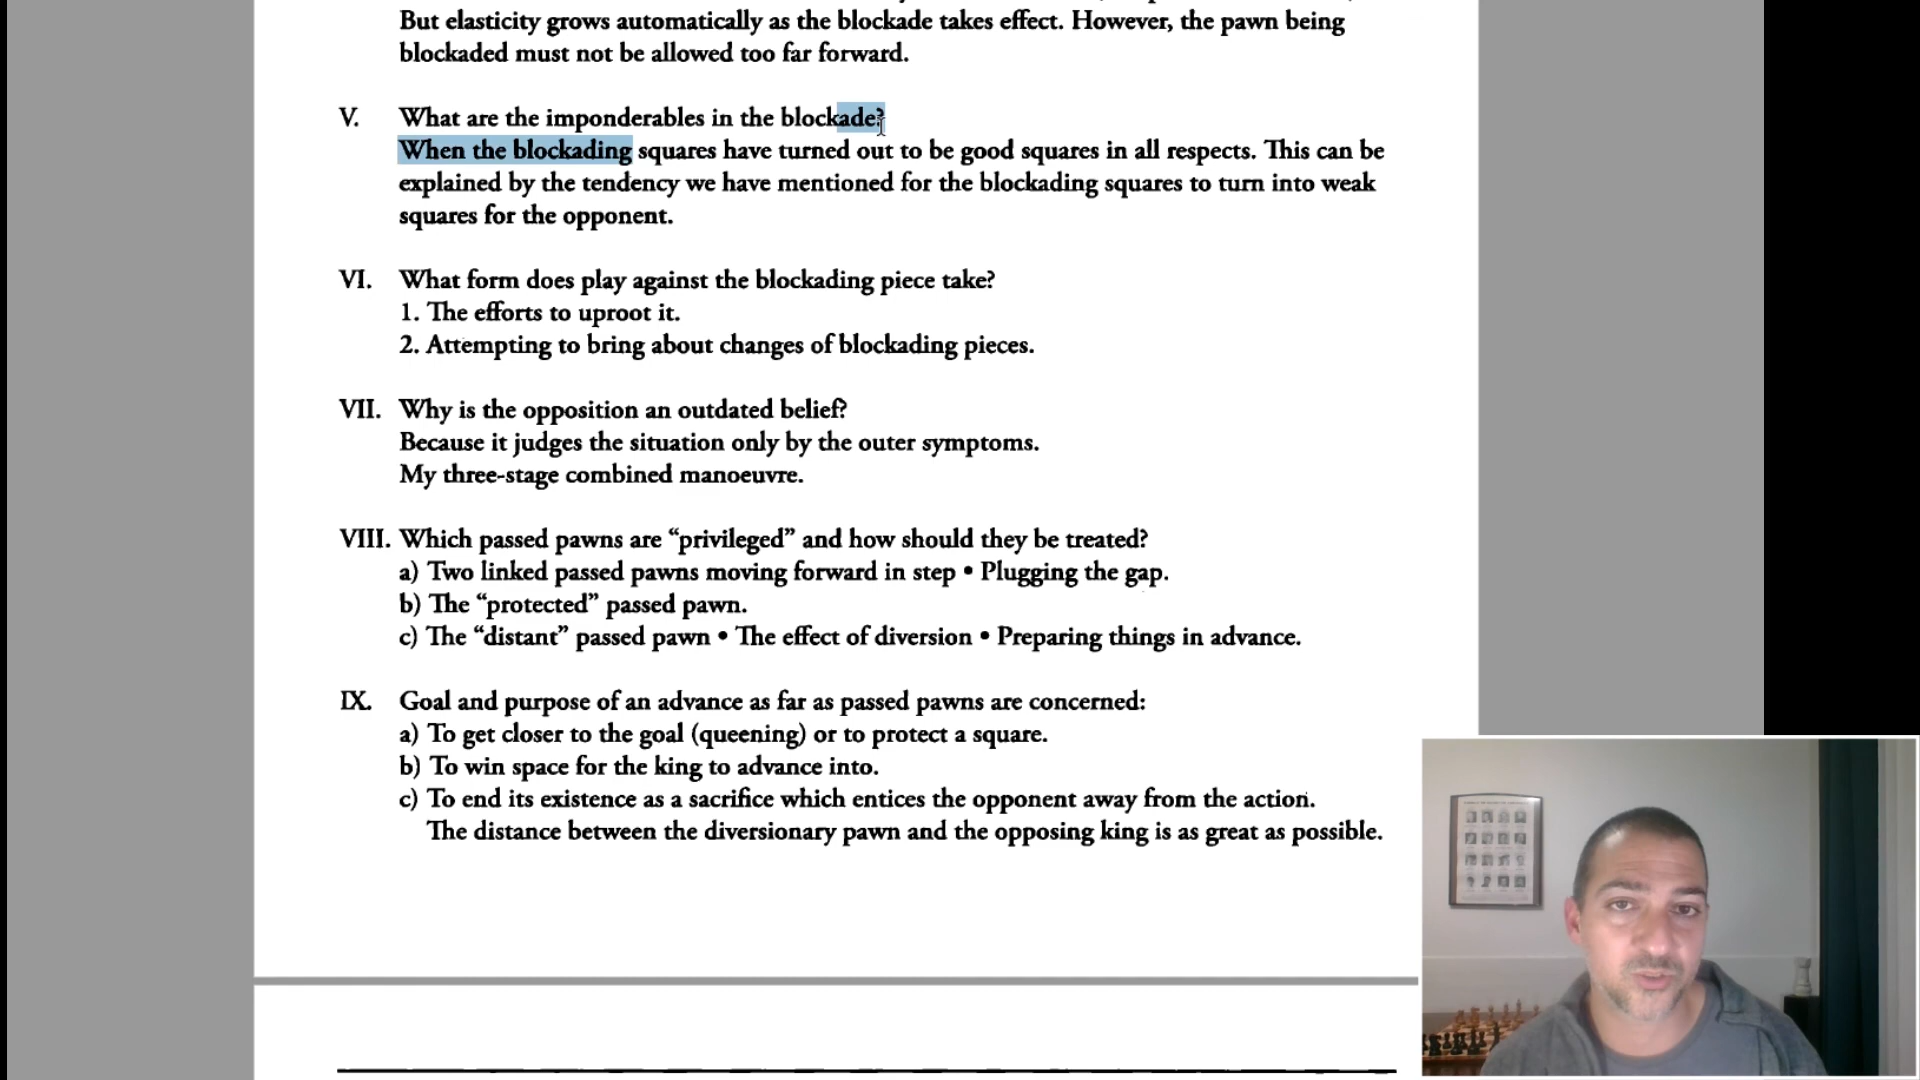 But elasticity grows automatically as the blockade takes effect. However, the pawn being
blockaded must not be allowed too far forward.
V. What are the imponderables in the blockade?
When the blockading squares have turned out to be good squares in all respects. This can be
explained by the tendency we have mentioned for the blockading squares to turn into weak
squares for the opponent.
VI. What form does play against the blockading piece take?
1. The efforts to uproot it.
2. Attempting to bring about changes of blockading pieces.
VII. Why is the opposition an outdated belief?
Because it judges the situation only by the outer symptoms.
My three-stage combined manoeuvre.
VIII. Which passed pawns are “privileged” and how should they be treated?
a) Two linked passed pawns moving forward in step • Plugging the gap.
b) The “protected” passed pawn.
c) The “distant” passed pawn • The effect of diversion • Preparing things in advance.
IX. Goal and purpose of an advance as far as passed pawns are concerned:
a) To get closer to the goal (queening) or to protect a square.
b) To win space for the king to advance into.
c) To end its existence as a sacrifice which entices the opponent away from the action.
The distance between the diversionary pawn and the opposing king is as great as possible.